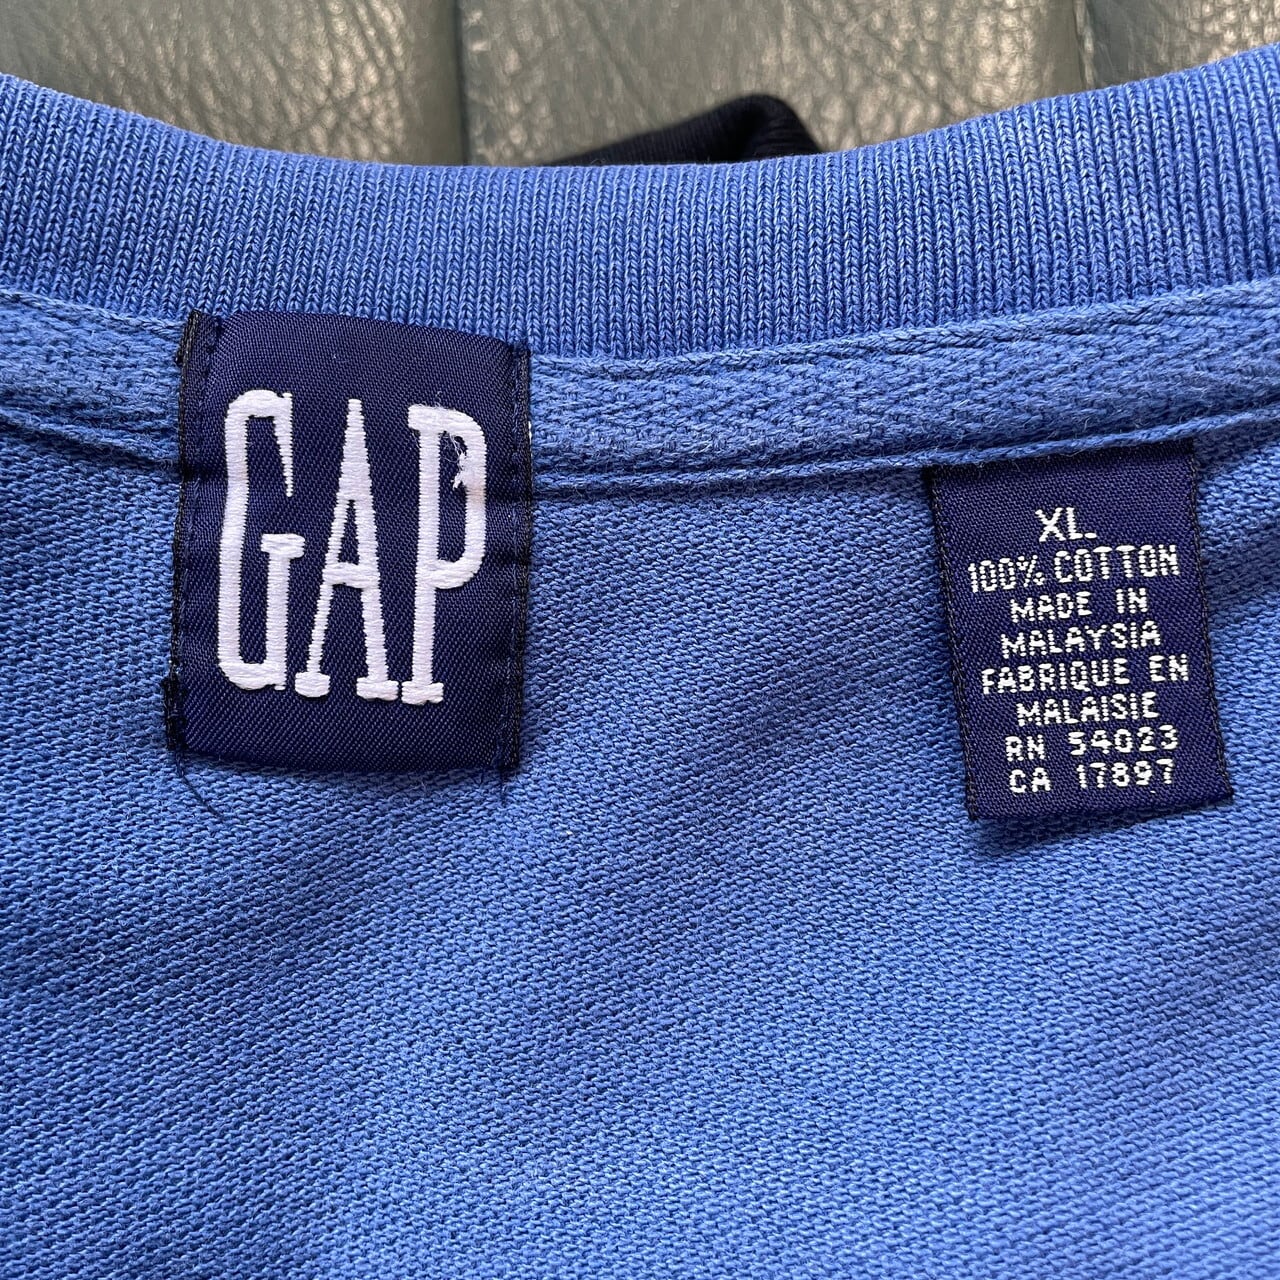 GAP
XL
100% COTTON
MADE IN
MALAYSIA
FABRIQUE EN
MALAISIE
RN 54023
CA 17897